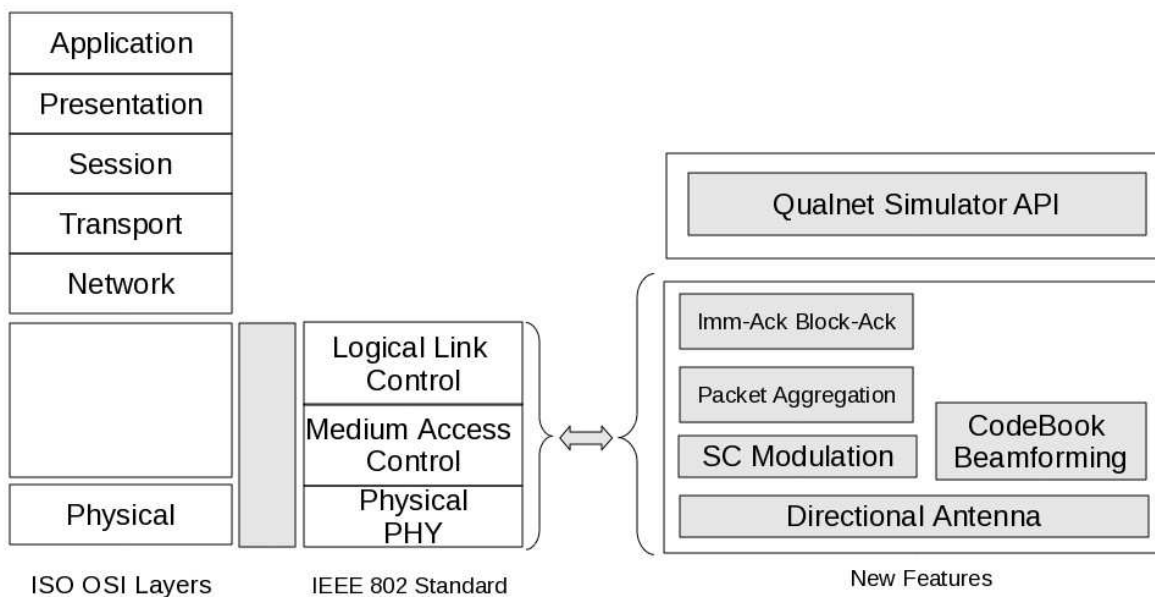 Application
Presentation
Session
Transport
Network
Physical
ISO OSI Layers
Logical Link
Control
Medium Access
Control
Physical
PHY
IEEE 802 Standard
Qualnet Simulator API
Imm-Ack Block-Ack
Packet Aggregation
SC Modulation
CodeBook
Beamforming
Directional Antenna
New Features